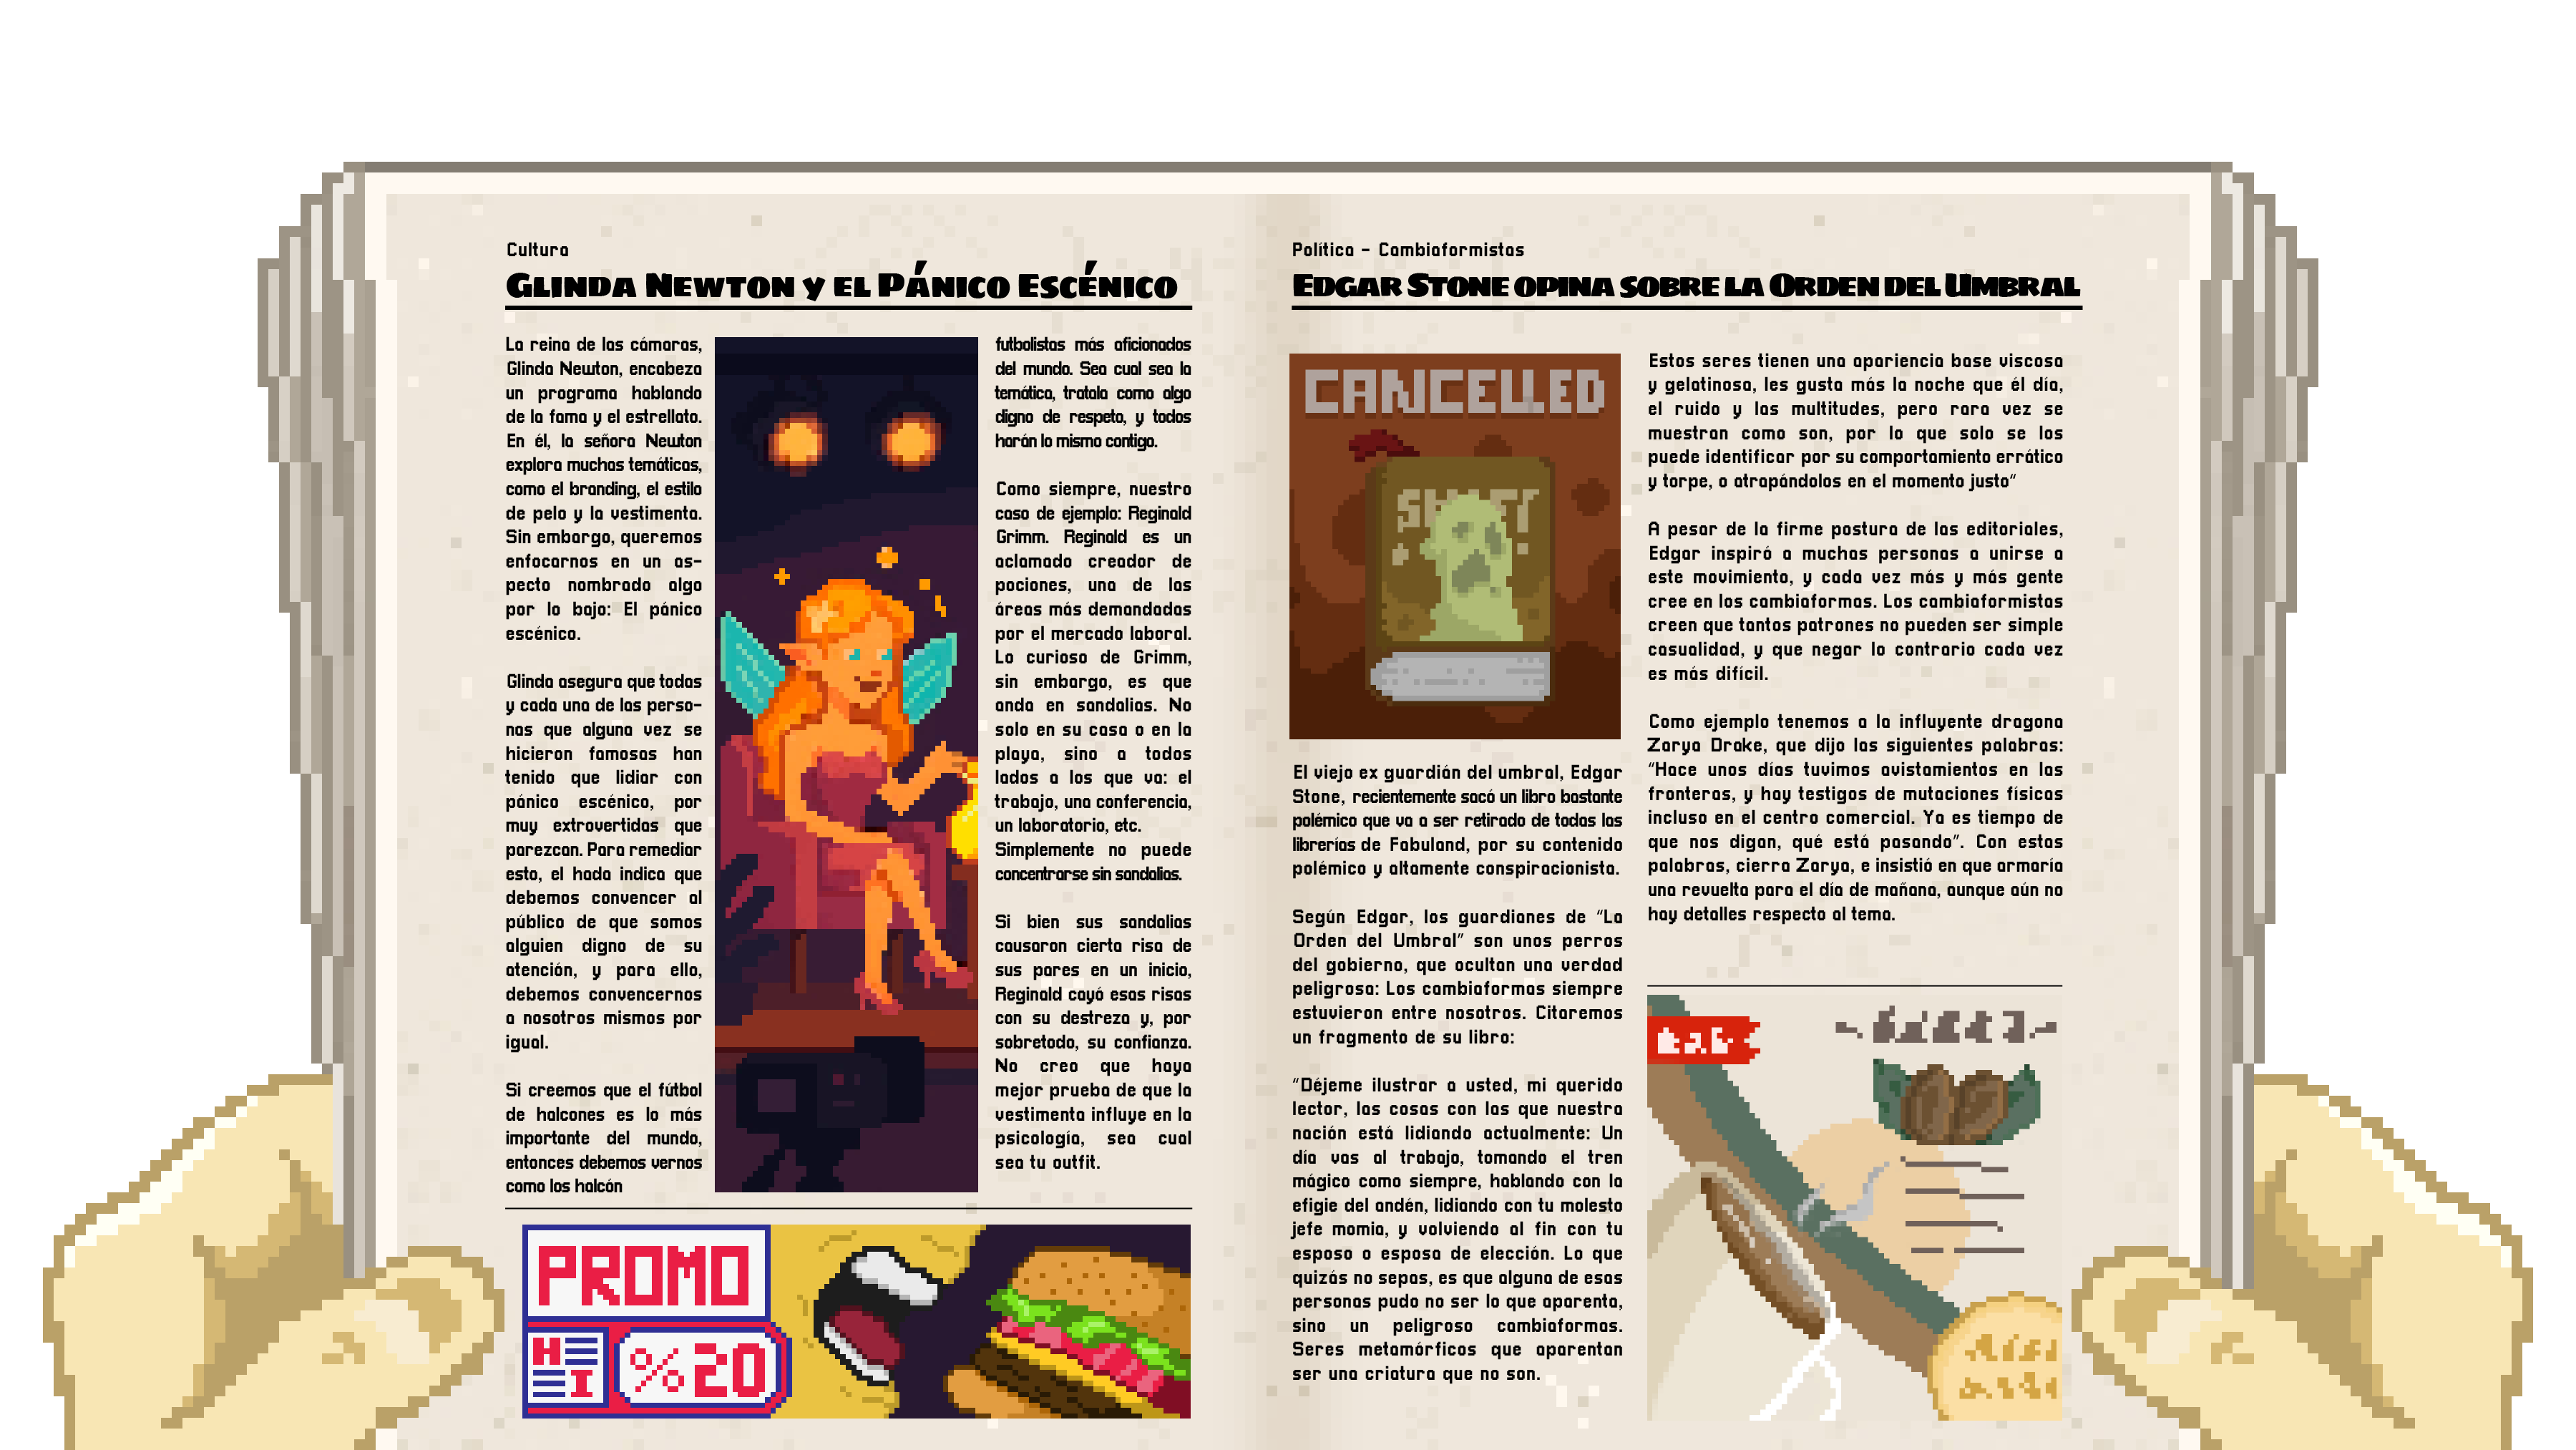 Cultura
Glinda Newton y el Pánico Escénico
La reina de las cámaras,
Glinda Newton, encabeza
un programa hablando
de la fama y el estrellato.
En él, la señora Newton
explora muchas temáticas,
como el branding, el estilo
de pelo y la vestimenta.
Sin embargo, queremos
enfocarnos en un as-
pecto nombrado algo
por lo bajo: El pánico
escénico.
Glinda asegura que todas
y cada una de las perso-
nas que alguna vez se
hicieron famosas han
tenido que lidiar con
pánico escénico, por
muy extrovertidas que
parezcan. Para remediar
esto, el hada indica que
debemos convencer al
público de que somos
alguien digno de su
atención, y para ello,
debemos convencernos
a nosotros mismos por
igual.
Si creemos que el fútbol
de halcones es lo más
importante del mundo,
entonces debemos vernos
como los halcón
futbolistas más aficionados
del mundo. Sea cual sea la
temática, tratala como algo
digno de respeto, y todos
harán lo mismo contigo.
Como siempre, nuestro
caso de ejemplo: Reginald
Grimm. Reginald es un
aclamado creador de
pociones, una de las
áreas más demandadas
por el mercado laboral.
Lo curioso de Grimm,
sin embargo, es que
anda en sandalias. No
solo en su casa o en la
playa, sino a todos
lados a los que va: el
trabajo, una conferencia,
un laboratorio, etc.
Simplemente no puede
concentrarse sin sandalias.
Si bien sus sandalias
causaron cierta risa de
sus pares en un inicio,
Reginald cayó esas risas
con su destreza y, por
sobretodo, su confianza.
No creo que haya
mejor prueba de que la
vestimenta influye en la
psicología, sea cual
sea tu outfit.
PROMO
H
I
%20
Política - Cambiaformistas
Edgar Stone opina sobre la Orden del Umbral
CANCELLED
El viejo ex guardián del umbral, Edgar
Stone, recientemente sacó un libro bastante
polémico que va a ser retirado de todas las
librerías de Fabuland, por su contenido
polémico y altamente conspiracionista.
Según Edgar, los guardianes de “La
Orden del Umbral” son unos perros
del gobierno, que ocultan una verdad
peligrosa: Los cambiaformas siempre
estuvieron entre nosotros. Citaremos
un fragmento de su libro:
“Déjeme ilustrar a usted, mi querido
lector, las cosas con las que nuestra
nación está lidiando actualmente: Un
día vas al trabajo, tomando el tren
mágico como siempre, hablando con la
efigie del andén, lidiando con tu molesto
jefe momia, y volviendo al fin con tu
esposo o esposa de elección. Lo que
quizás no sepas, es que alguna de esas
personas pudo no ser lo que aparenta,
sino un peligroso cambiaformas.
Seres metamórficos que aparentan
ser una criatura que no son.
Estos seres tienen una apariencia base viscosa
y gelatinosa, les gusta más la noche que él día,
el ruido y las multitudes, pero rara vez se
muestran como son, por lo que solo se los
puede identificar por su comportamiento errático
y torpe, o atrapándolos en el momento justo”
A pesar de la firme postura de las editoriales,
Edgar inspiró a muchas personas a unirse a
este movimiento, y cada vez más y más gente
cree en los cambiaformas. Los cambiaformistas
creen que tantos patrones no pueden ser simple
casualidad, y que negar lo contrario cada vez
es más difícil.
Como ejemplo tenemos a la influyente dragona
Zarya Drake, que dijo las siguientes palabras:
“Hace unos días tuvimos avistamientos en las
fronteras, y hay testigos de mutaciones físicas
incluso en el centro comercial. Ya es tiempo de
que nos digan, qué está pasando”. Con estas
palabras, cierra Zarya, e insistió en que armaría
una revuelta para el día de mañana, aunque aún no
hay detalles respecto al tema.